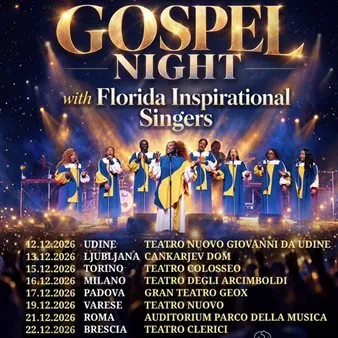 GOSPEL
NIGHT
with Florida Inspirational
Singers
12.12.2026 UDINE TEATRO NUOVO GIOVANNI DA UDINE
13.12.2026 LJUBLJANA CANKARJEV DOM
15.12.2026 TORINO TEATRO COLOSSEO
16.12.2026 MILANO TEATRO DEGLI ARCIMBOLDI
17.12.2026 PADOVA GRAN TEATRO GEOX
19.12.2026 VARESE TEATRO NUOVO
21.12.2026 ROMA AUDITORIUM PARCO DELLA MUSICA
22.12.2026 BRESCIA TEATRO CLERICI